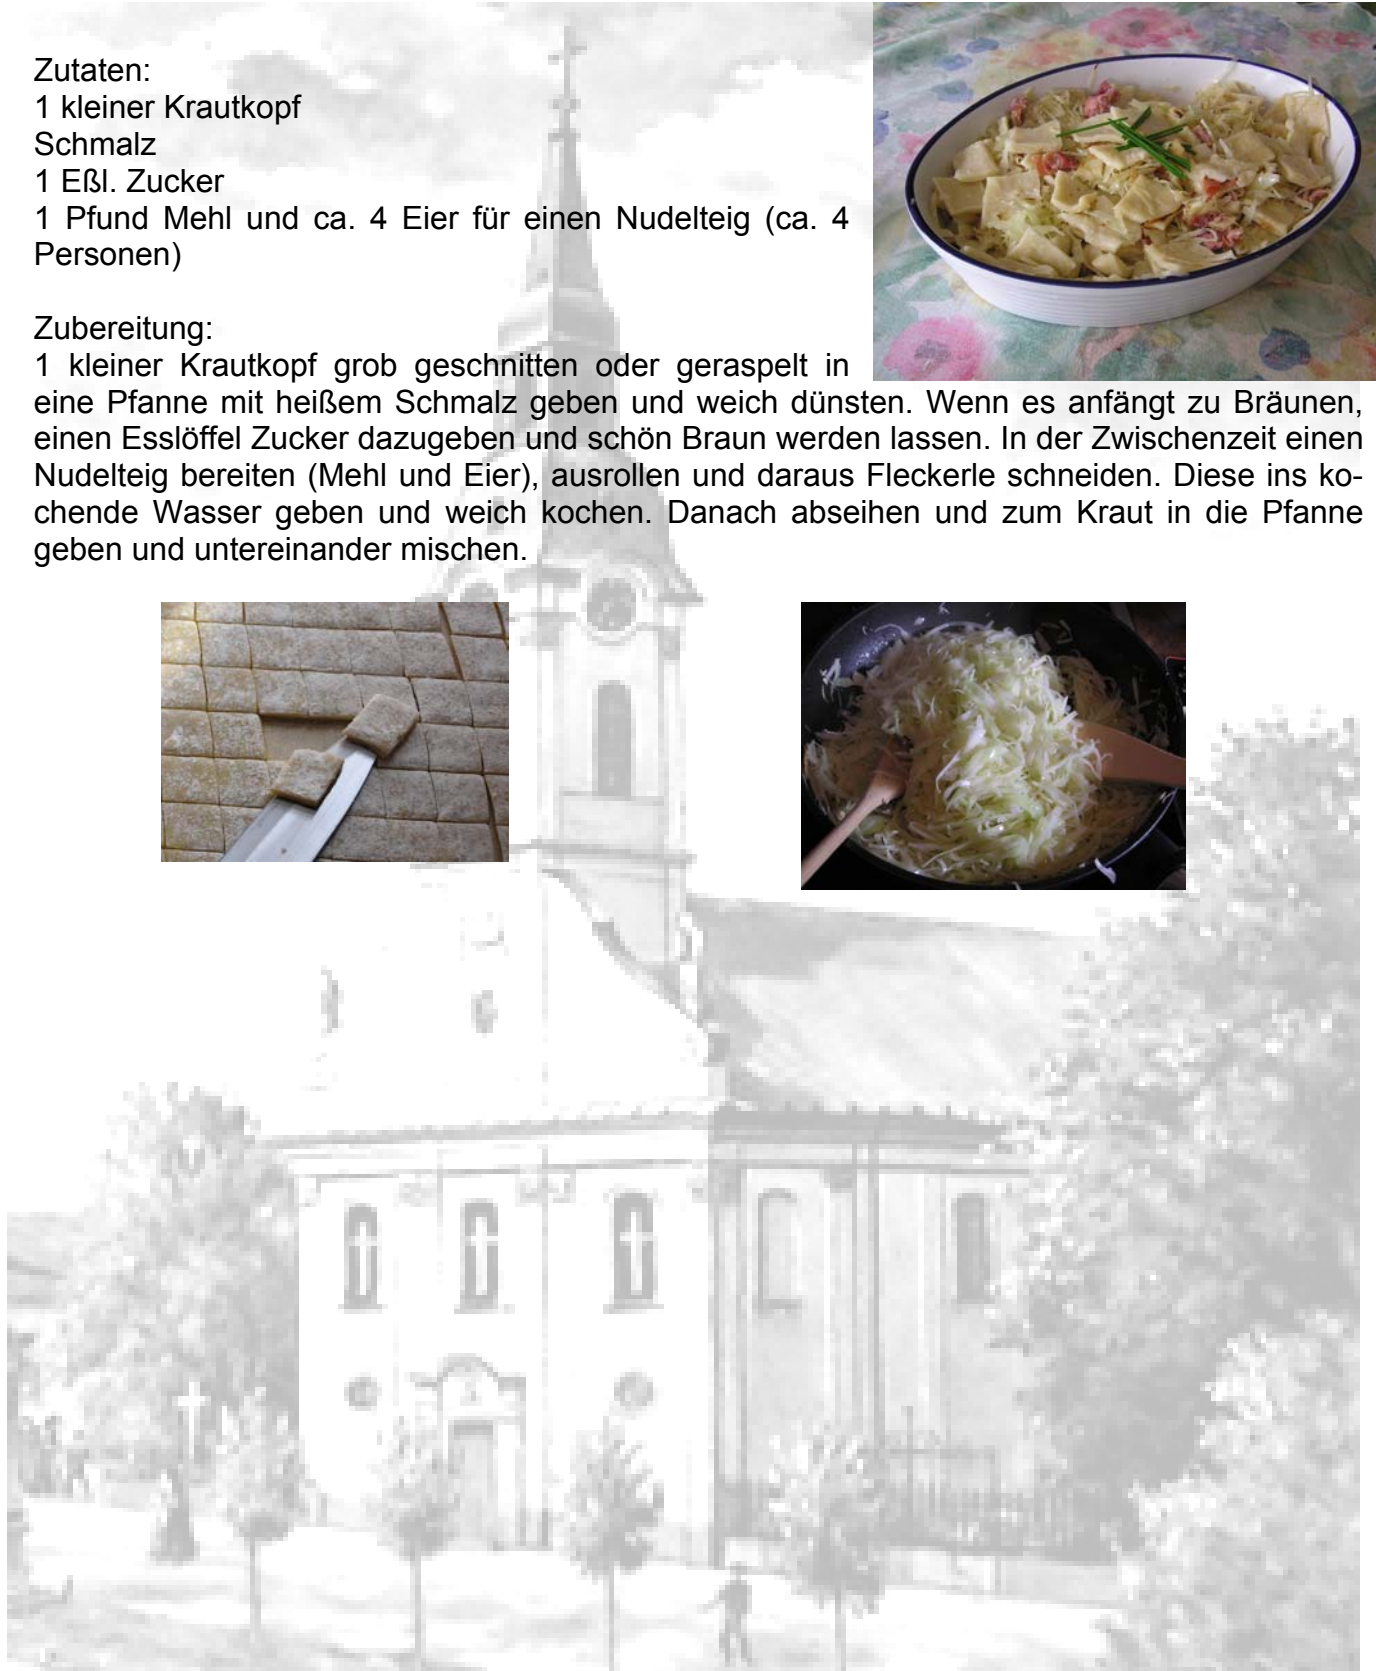 Zutaten:
1 kleiner Krautkopf
Schmalz
1 Eßl. Zucker
1 Pfund Mehl und ca. 4 Eier für einen Nudelteig (ca. 4
Personen)
Zubereitung:
1 kleiner Krautkopf grob geschnitten oder geraspelt in
eine Pfanne mit heißem Schmalz geben und weich dünsten. Wenn es anfängt zu Bräunen,
einen Esslöffel Zucker dazugeben und schön Braun werden lassen. In der Zwischenzeit einen
Nudelteig bereiten (Mehl und Eier), ausrollen und daraus Fleckerle schneiden. Diese ins ko-
chende Wasser geben und weich kochen. Danach abseihen und zum Kraut in die Pfanne
geben und untereinander mischen.